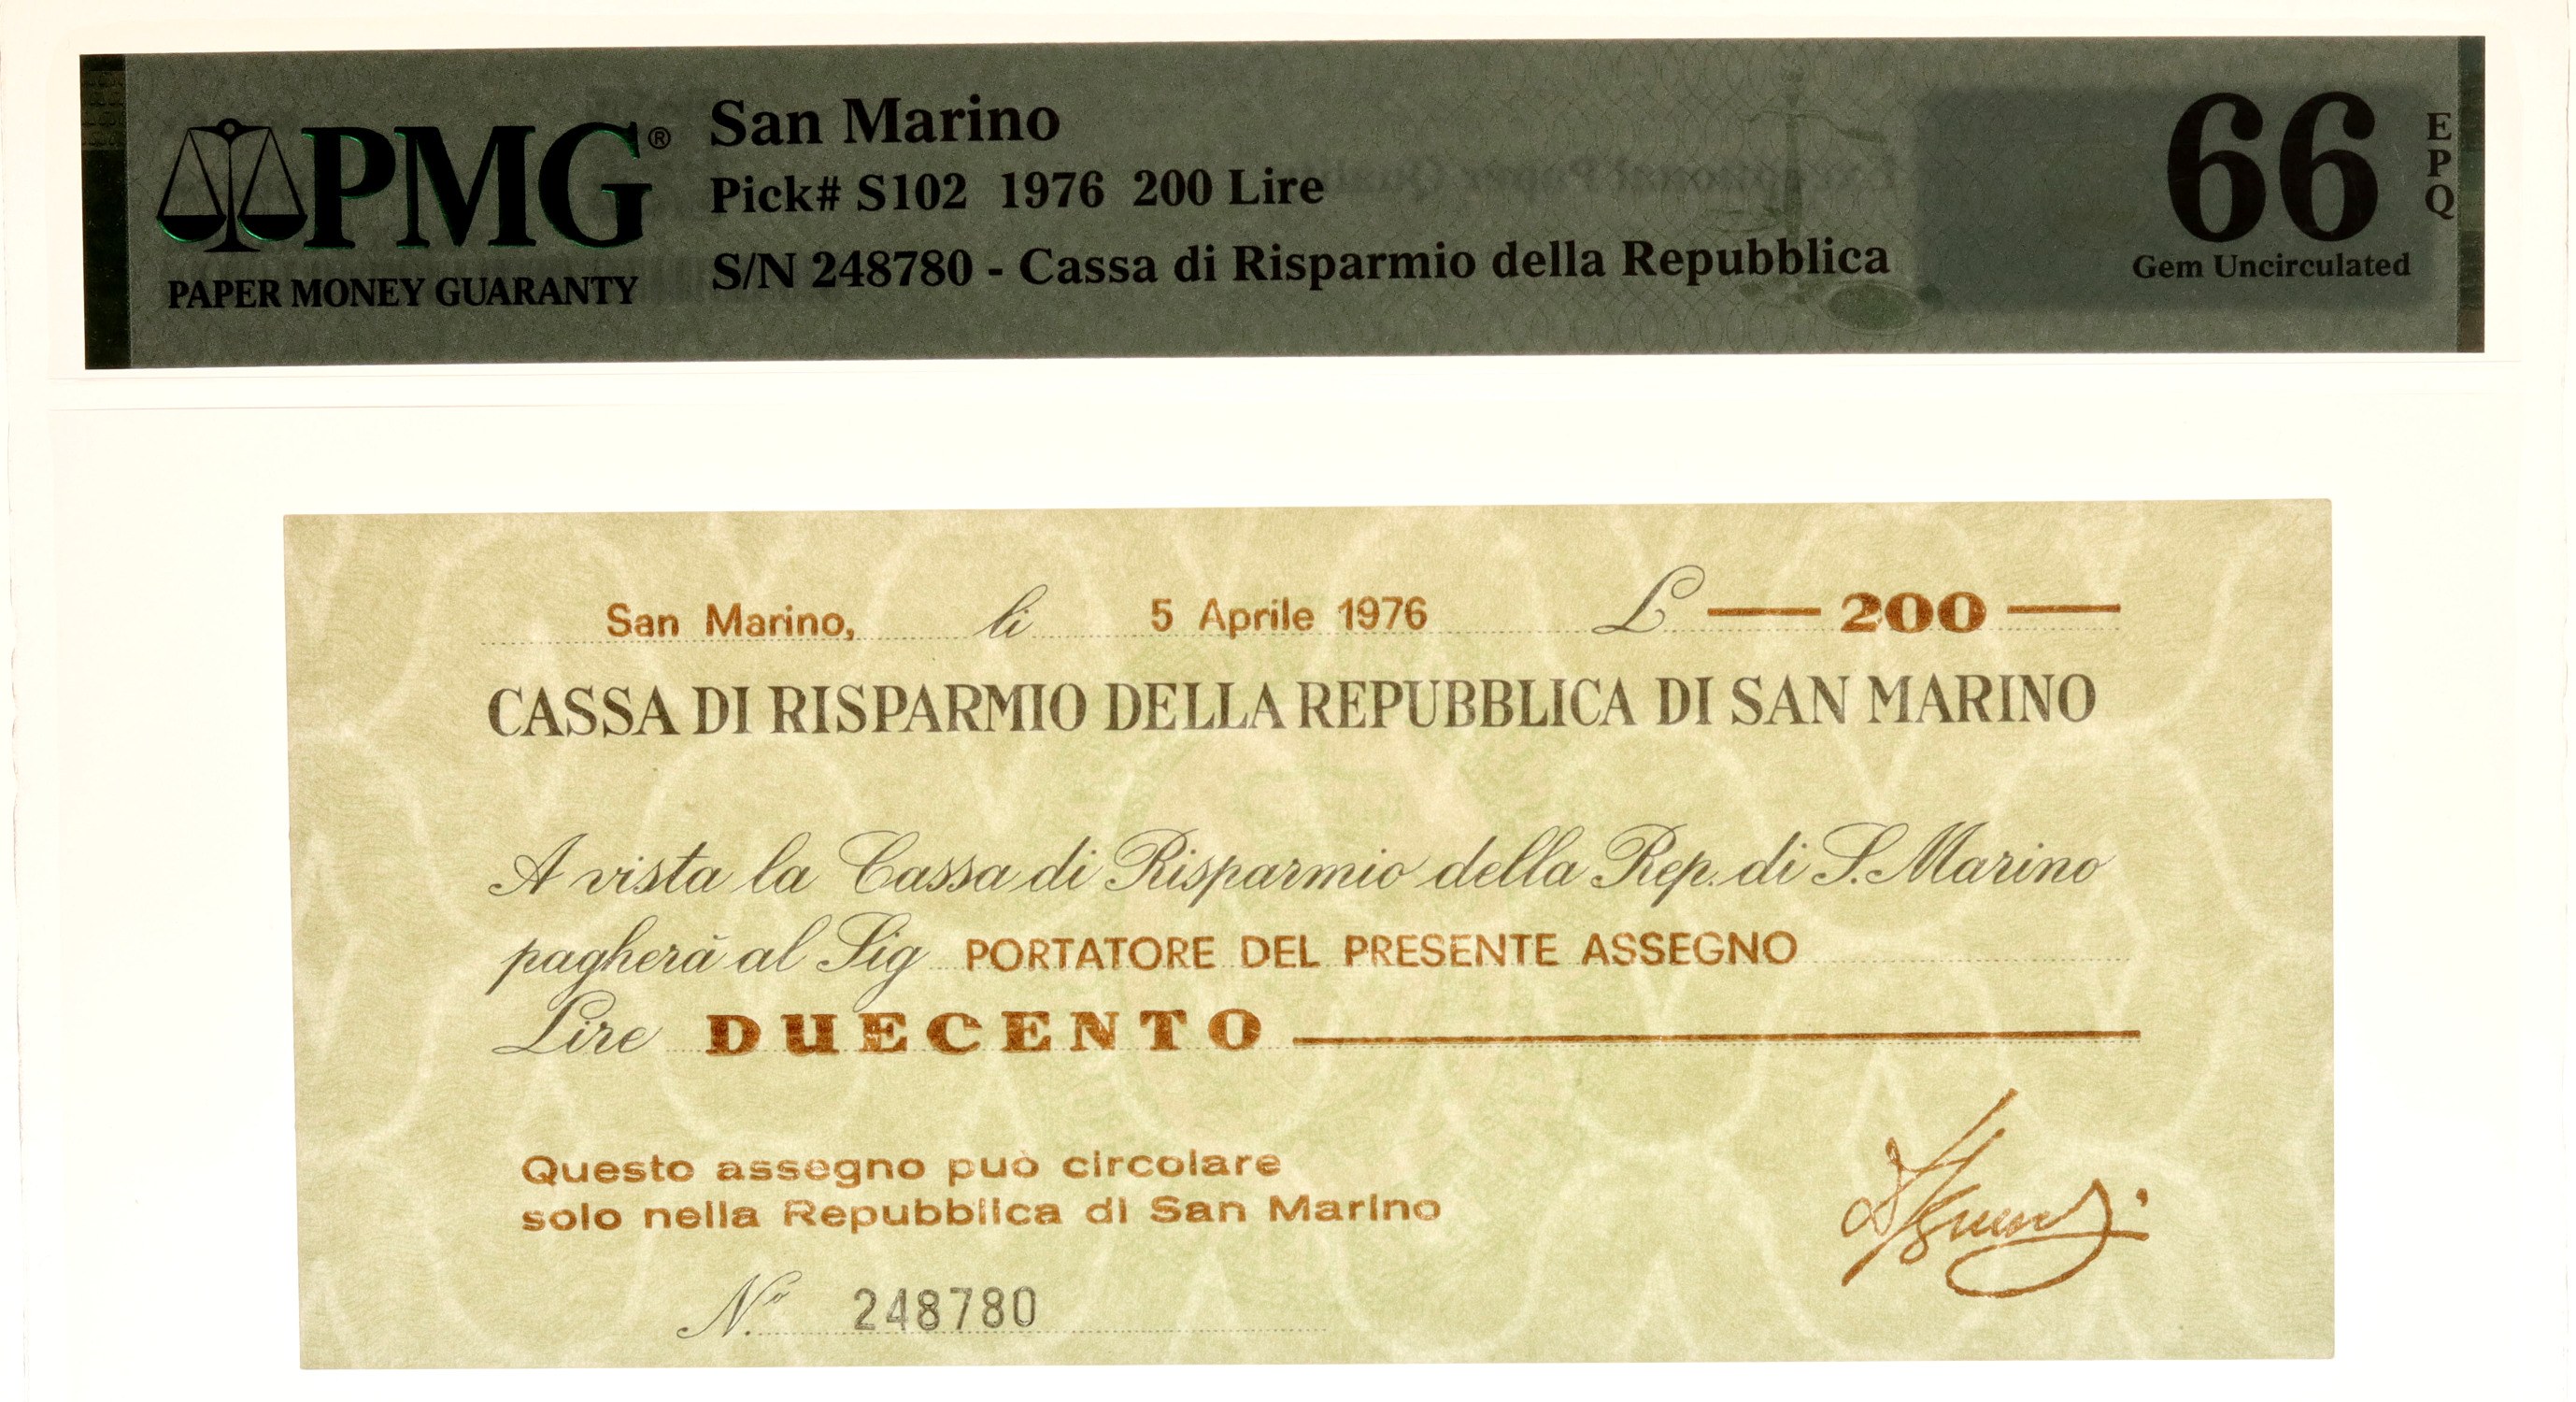 PMG®
PAPER MONEY GUARANTY
San Marino
Pick# S102 1976 200 Lire
S/N 248780 - Cassa di Risparmio della Repubblica
66
EPQ
Gem Uncirculated
San Marino, li 5 Aprile 1976 £ — 200 —
CASSA DI RISPARMIO DELLA REPUBBLICA DI SAN MARINO
A vista la Cassa di Risparmio della Rep. di S. Marino
pagherà al Sig PORTATORE DEL PRESENTE ASSEGNO
Lire DUECENTO
Questo assegno può circolare
solo nella Repubblica di San Marino
N.º 248780